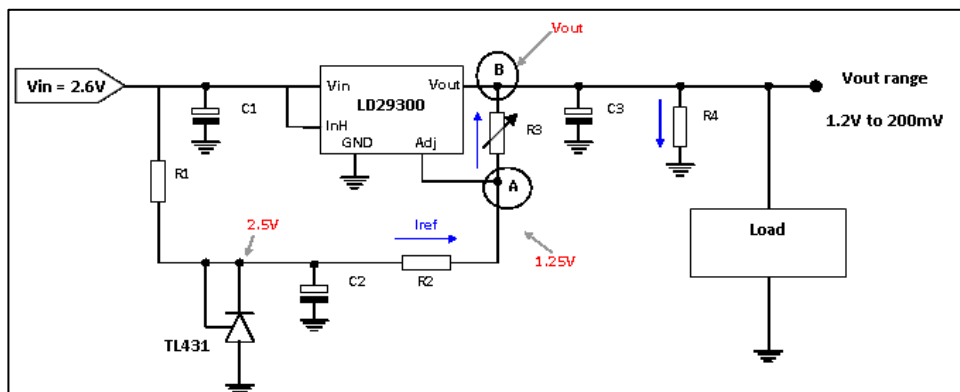 Vout
B
Vin = 2.6V
Vin
Vout
Vout range
C1
LD29300
C3
R4
InH
R3
1.2V to 200mV
GND
Adj
R1
A
2.5V
Iref
Load
1.25V
C2
R2
TL431